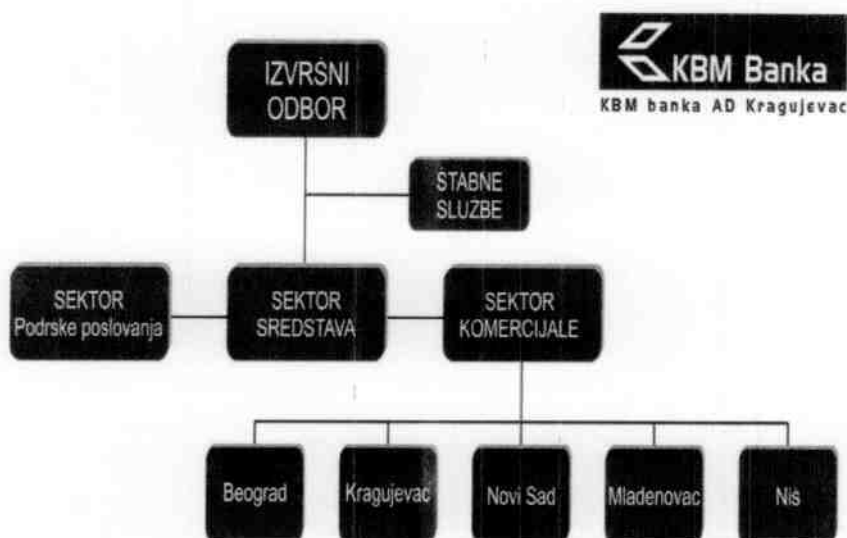 IZVRŠNI
ODBOR
KBM Banka
KBM banka AD Kragujevac
ŠTABNE
SLUŽBE
SEKTOR
Podrske poslovanja
SEKTOR
SREDSTAVA
SEKTOR
KOMERCIJALE
Beograd
Kragujevac
Novi Sad
Mladenovac
Niš